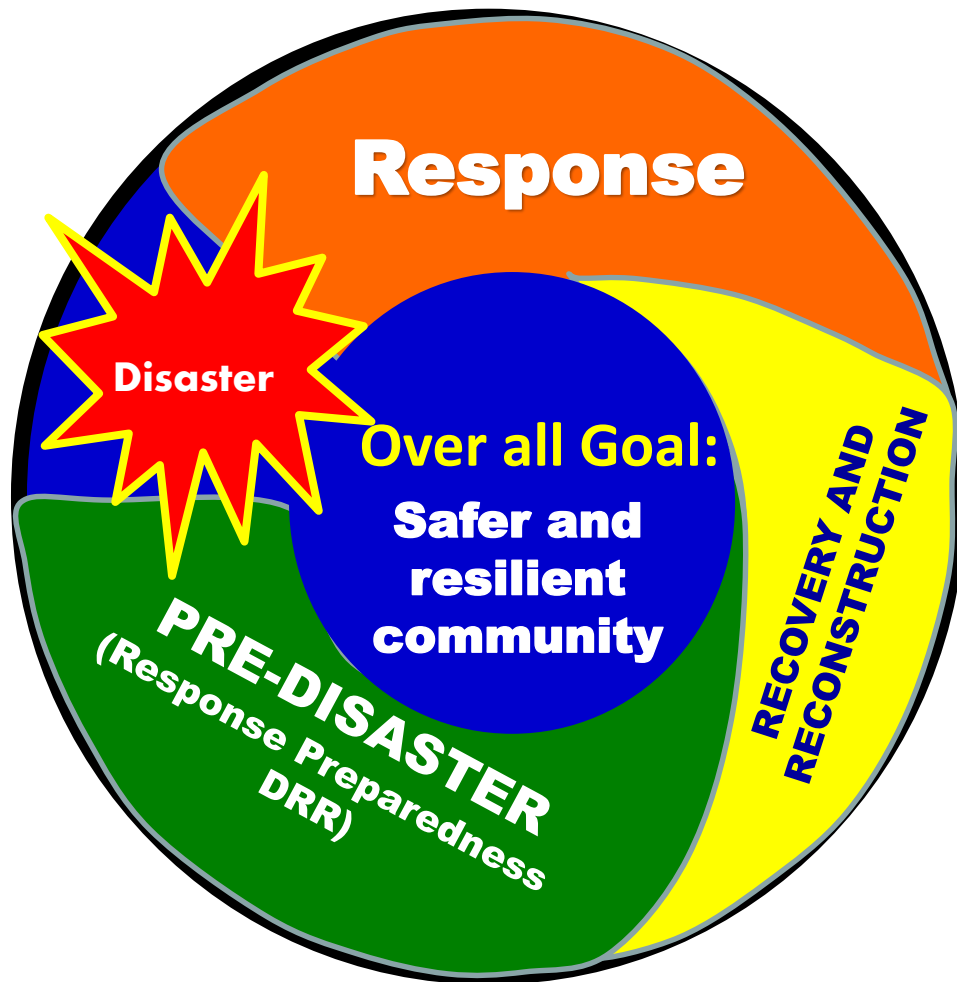 Response
Disaster
Over all Goal:
Safer and
resilient
community
RECOVERY AND
RECONSTRUCTION
PRE-DISASTER
(Response Preparedness
DRR)